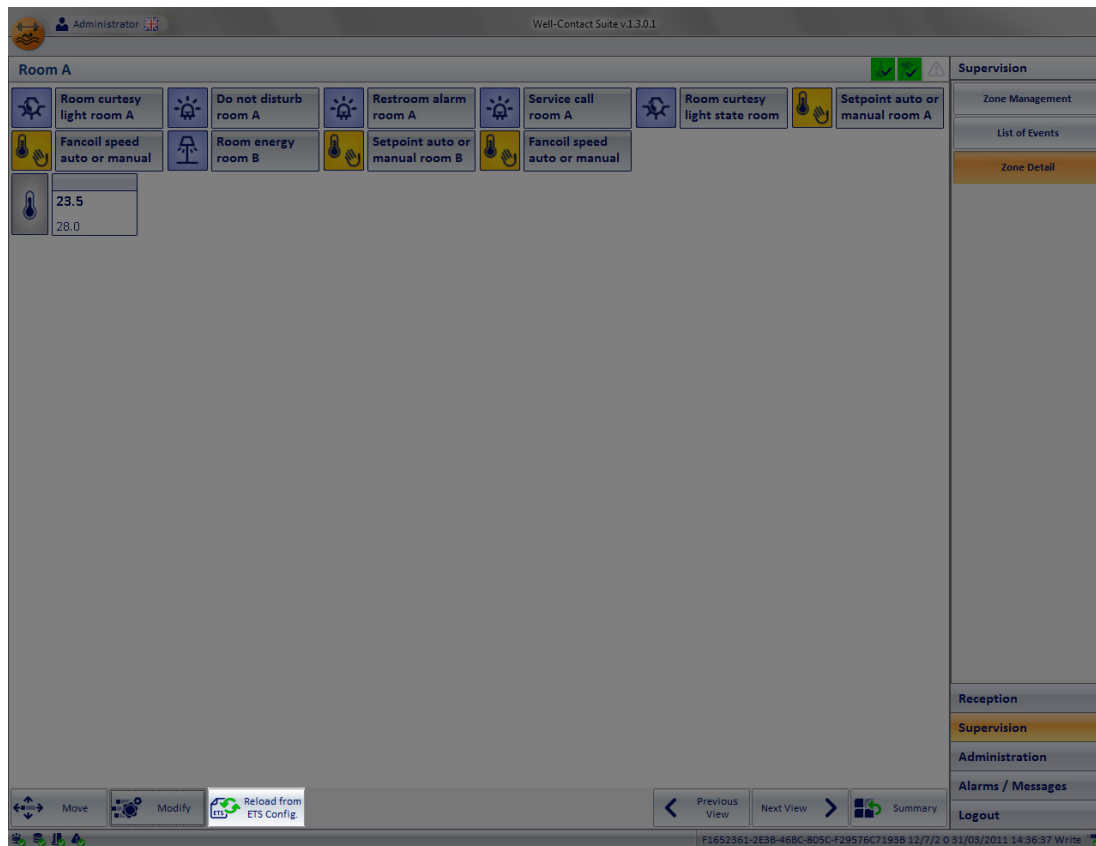 Administrator
Well-Contact Suite v.1.3.0.1
Room A
Supervision
Room curtesy
light room A
Do not disturb
room A
Restroom alarm
room A
Service call
room A
Room curtesy
light state room
Setpoint auto or
manual room A
Zone Management
Fancoil speed
auto or manual
Room energy
room B
Setpoint auto or
manual room B
Fancoil speed
auto or manual
List of Events
Zone Detail
23.5
28.0
Reception
Supervision
Administration
Alarms / Messages
Logout
Move
Modify
ETS
Reload from
ETS Config.
Previous
View
Next View
Summary
F1652361-2E3B-46BC-805C-F29576C7193B 12/7/2 0 31/03/2011 14:36:37 Write